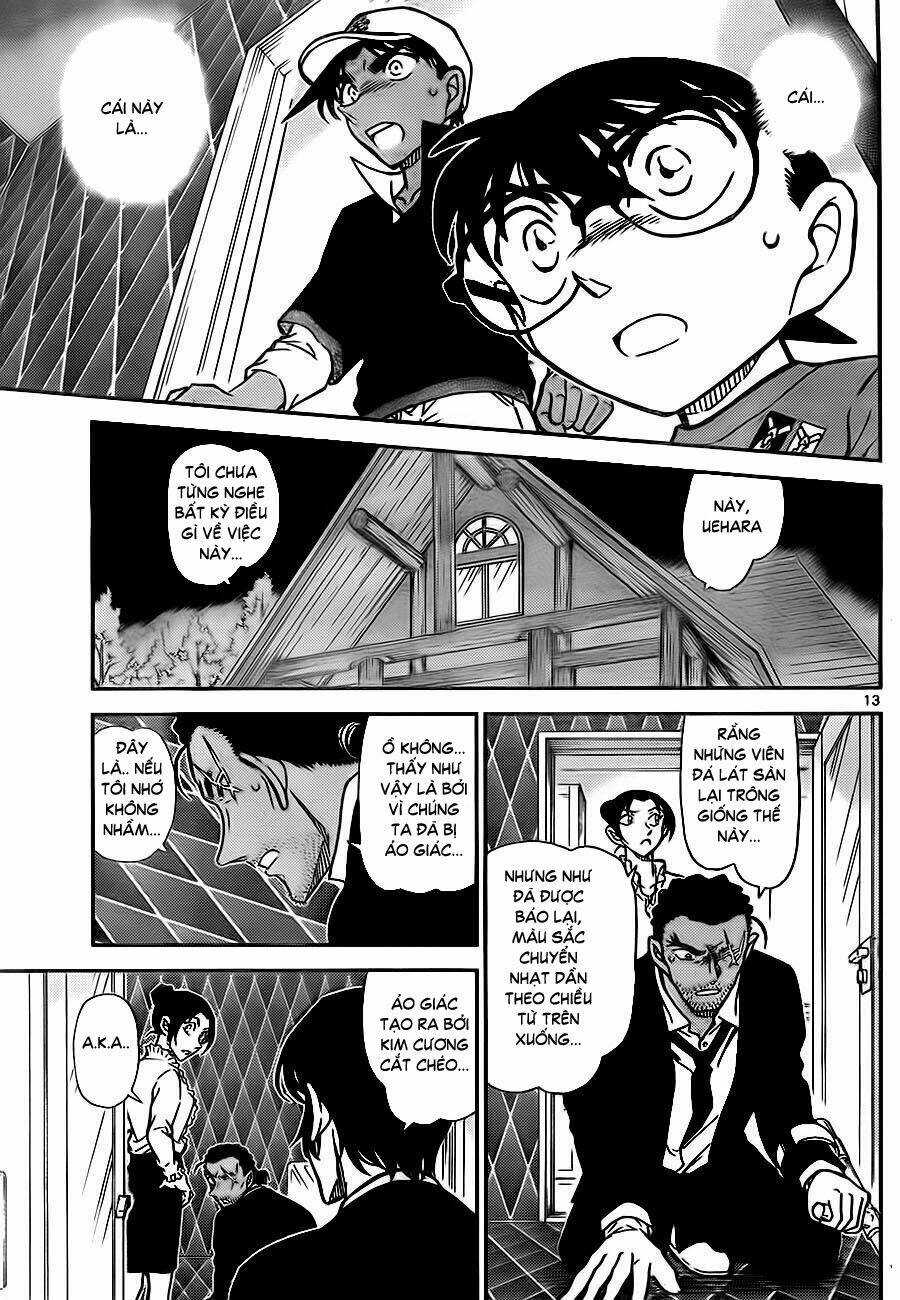 CÁI...
CÁI NÀY
LÀ...
NÀY,
UEHARA
TÔI CHƯA
TỪNG NGHE
BẤT KỲ ĐIỀU
GÌ VỀ VIỆC
NÀY...
13
RẰNG
NHỮNG VIÊN
ĐÁ LÁT SÀN
LẠI TRÔNG
GIỐNG THẾ
NÀY...
NHƯNG NHƯ
ĐÃ ĐƯỢC
BÁO LẠI,
MÀU SẮC
CHUYỂN
NHẠT DẦN
THEO CHIỀU
TỪ TRÊN
XUỐNG...
Ồ KHÔNG...
THẤY NHƯ
VẬY LÀ BỞI
VÌ CHÚNG
TA ĐÃ BỊ
ẢO GIÁC...
ĐÂY
LÀ.. NẾU
TÔI NHỚ
KHÔNG
NHẦM...
ẢO GIÁC
TẠO RA BỞI
KIM CƯƠNG
CẮT CHÉO...
A.K.A..